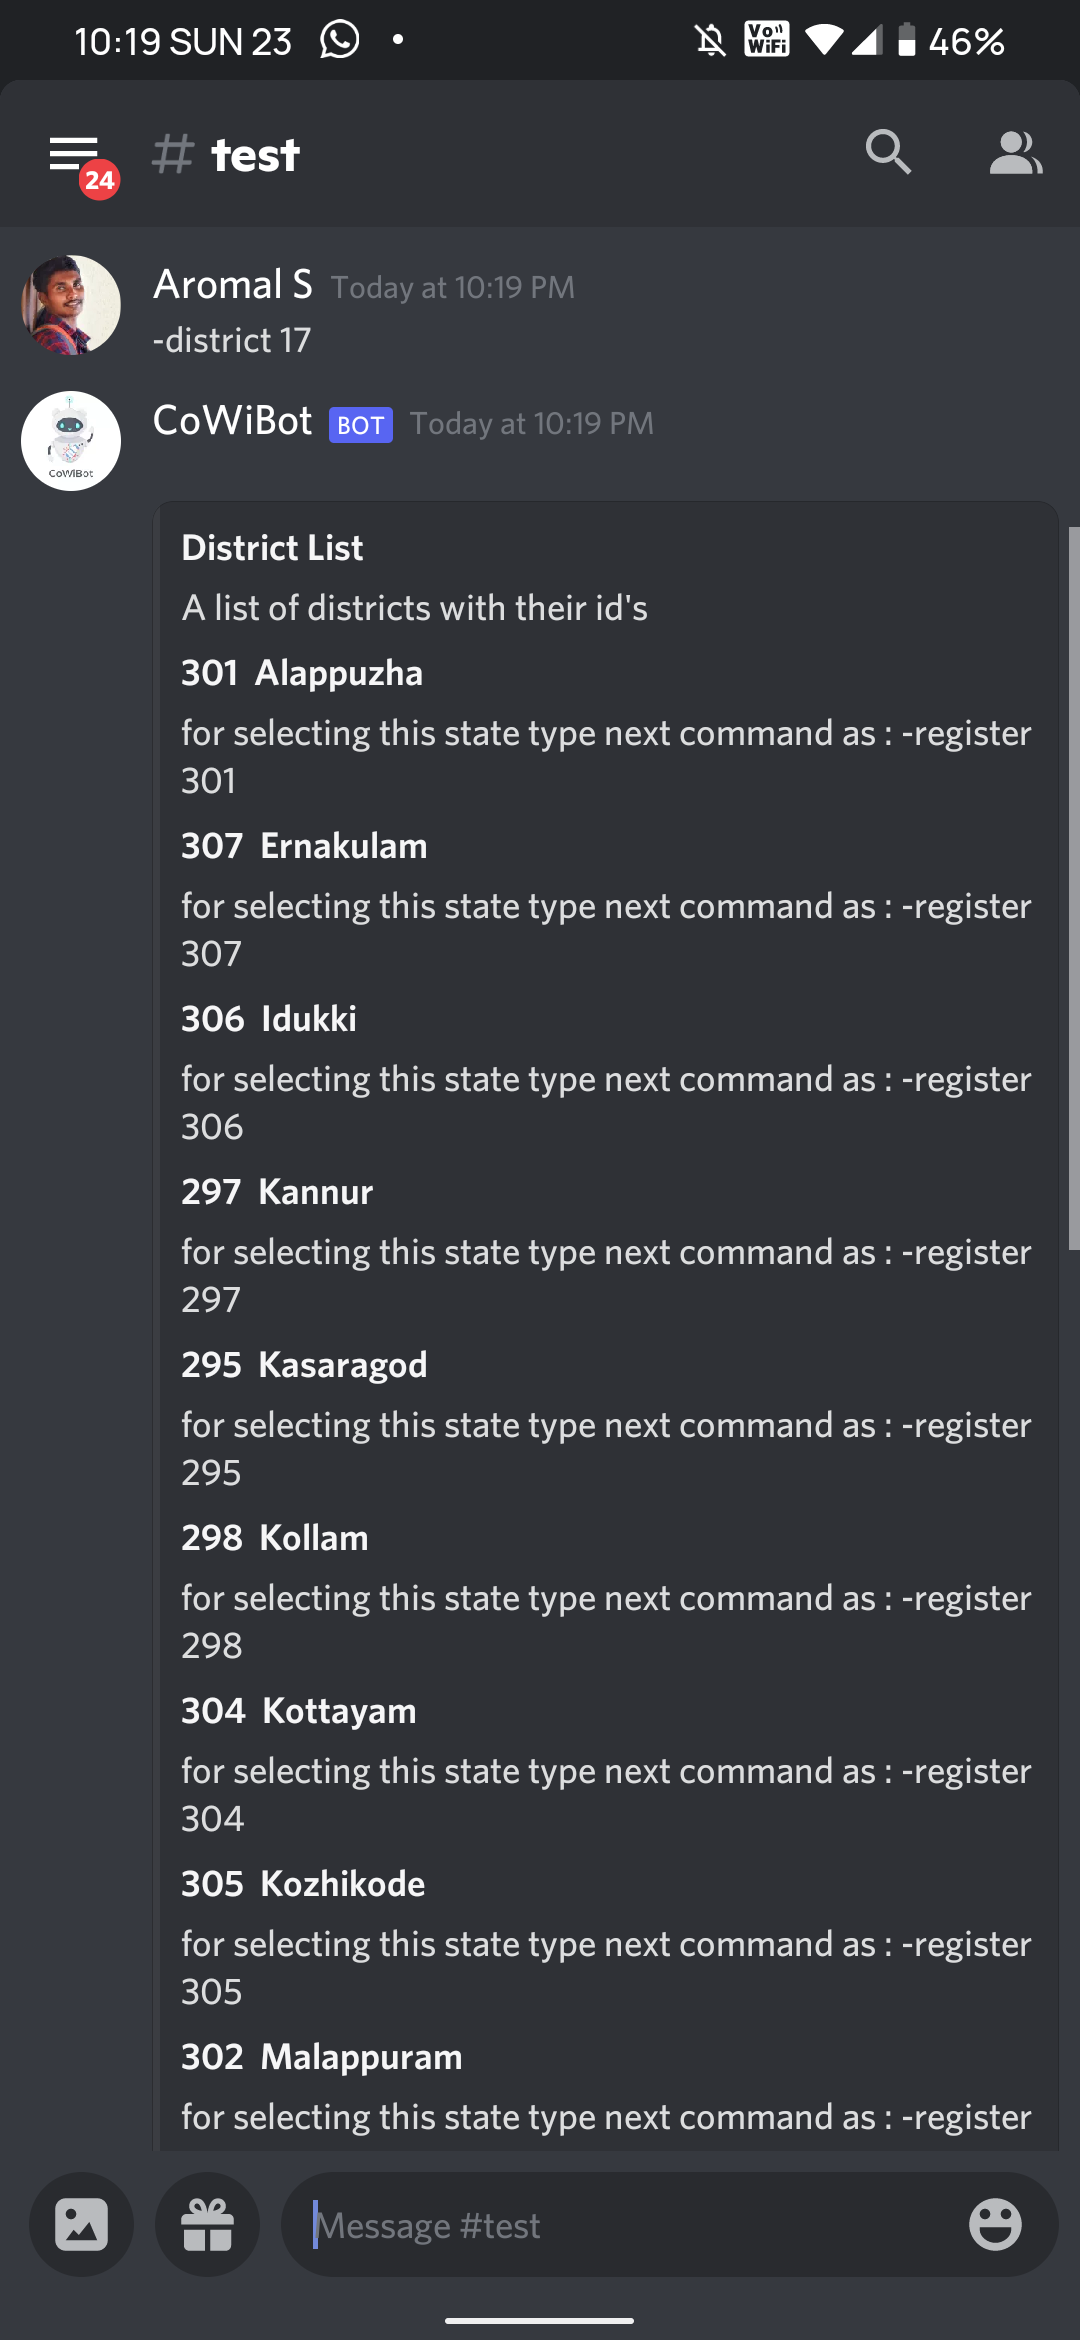 10:19 SUN 23
Vo WiFi
46%
24
# test
Aromal S Today at 10:19 PM
-district 17
CoWiBot BOT Today at 10:19 PM
CoWiBot
District List
A list of districts with their id's
301 Alappuzha
for selecting this state type next command as : -register
301
307 Ernakulam
for selecting this state type next command as : -register
307
306 Idukki
for selecting this state type next command as : -register
306
297 Kannur
for selecting this state type next command as : -register
297
295 Kasaragod
for selecting this state type next command as : -register
295
298 Kollam
for selecting this state type next command as : -register
298
304 Kottayam
for selecting this state type next command as : -register
304
305 Kozhikode
for selecting this state type next command as : -register
305
302 Malappuram
for selecting this state type next command as : -register
Message #test